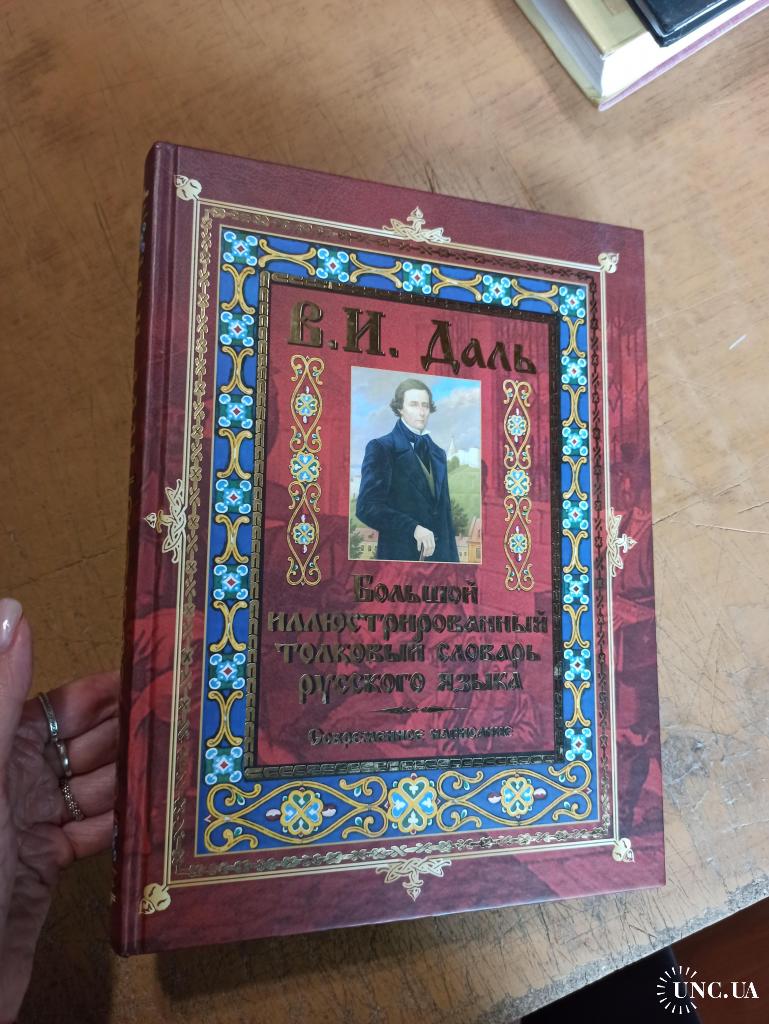 В.И. Даль
Большой
иллюстрированный
толковый словарь
русского языка
Современное написание
UNC.UA